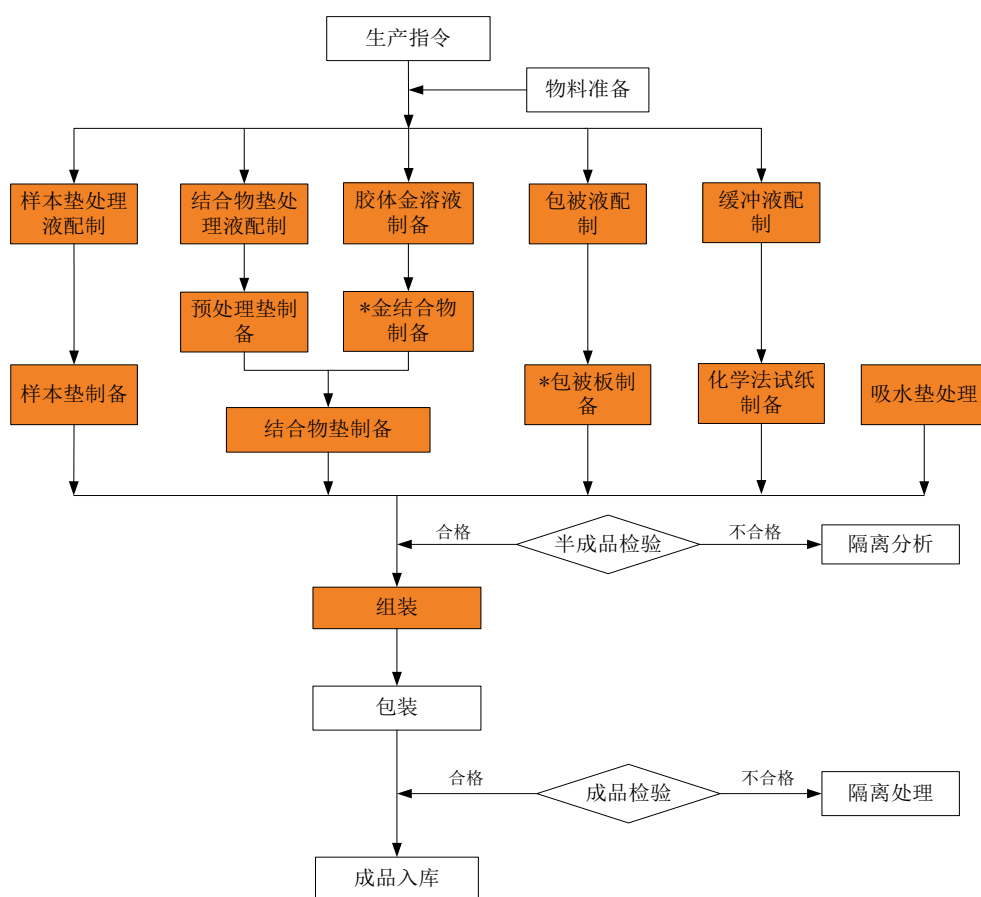 生产指令
物料准备
样本垫处理
液配制
结合物垫处
理液配制
胶体金溶液
制备
包被液配
制
缓冲液配
制
预处理垫制
备
*金结合物
制备
样本垫制备
*包被板制
备
化学法试纸
制备
吸水垫处理
结合物垫制备
合格
半成品检验
不合格
隔离分析
组装
包装
合格
成品检验
不合格
隔离处理
成品入库